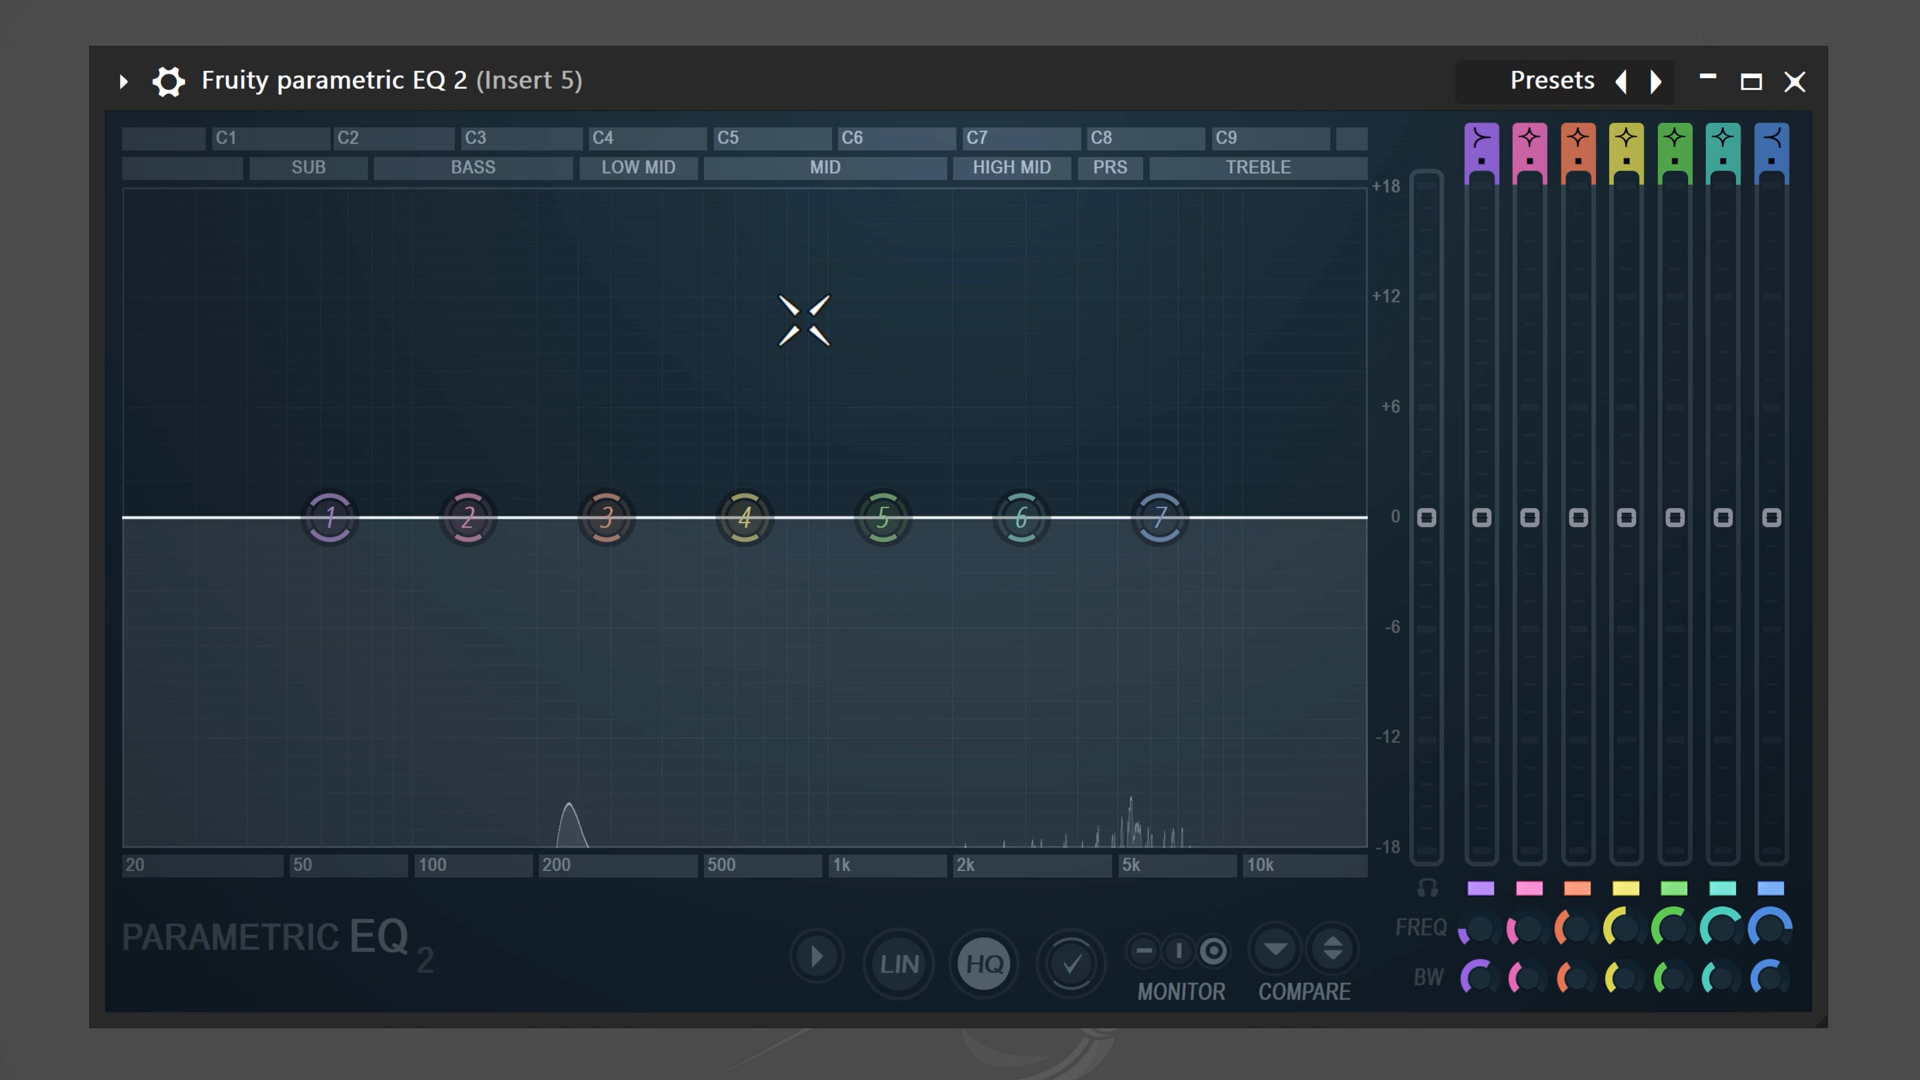 Fruity parametric EQ 2 (Insert 5) Presets
C1 C2 C3 C4 C5 C6 C7 C8 C9
SUB BASS LOW MID MID HIGH MID PRS TREBLE
+18
+12
+6
1 2 3 4 5 6 7 0
-6
-12
-18
20 50 100 200 500 1k 2k 5k 10k
PARAMETRIC EQ 2
LIN HQ
MONITOR COMPARE
FREQ
BW